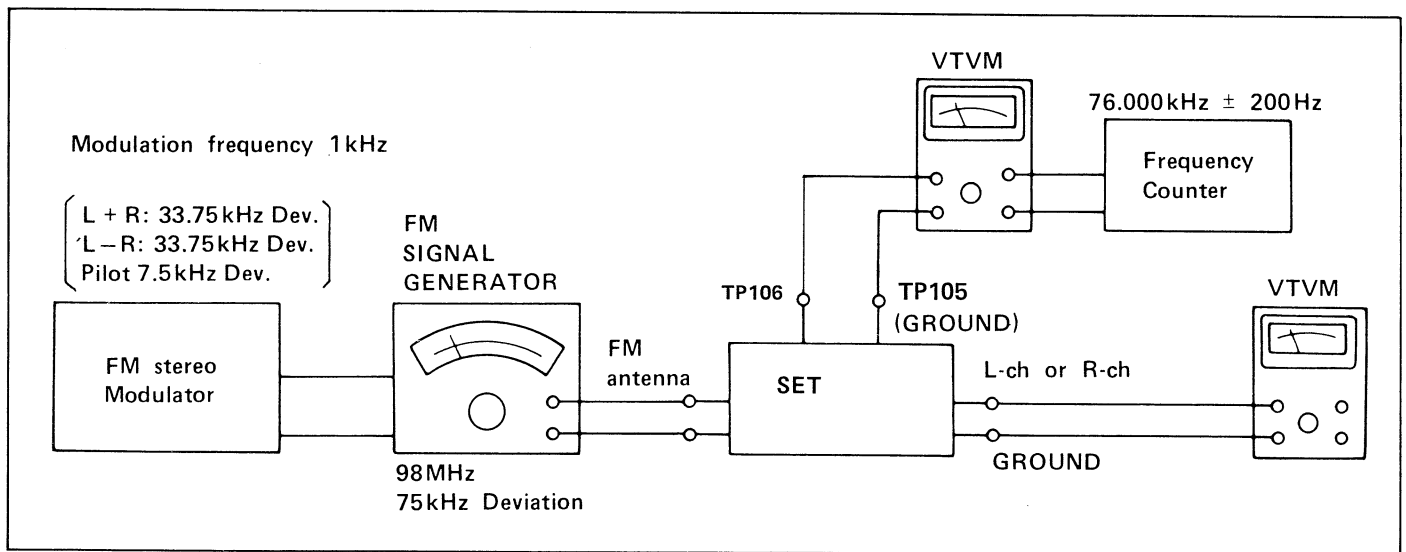 VTVM
76.000kHz ± 200Hz
Frequency
Counter
Modulation frequency 1kHz
L + R: 33.75kHz Dev.
L – R: 33.75kHz Dev.
Pilot 7.5kHz Dev.
FM
SIGNAL
GENERATOR
TP106
TP105
(GROUND)
VTVM
FM stereo
Modulator
FM
antenna
SET
L-ch or R-ch
GROUND
98MHz
75kHz Deviation